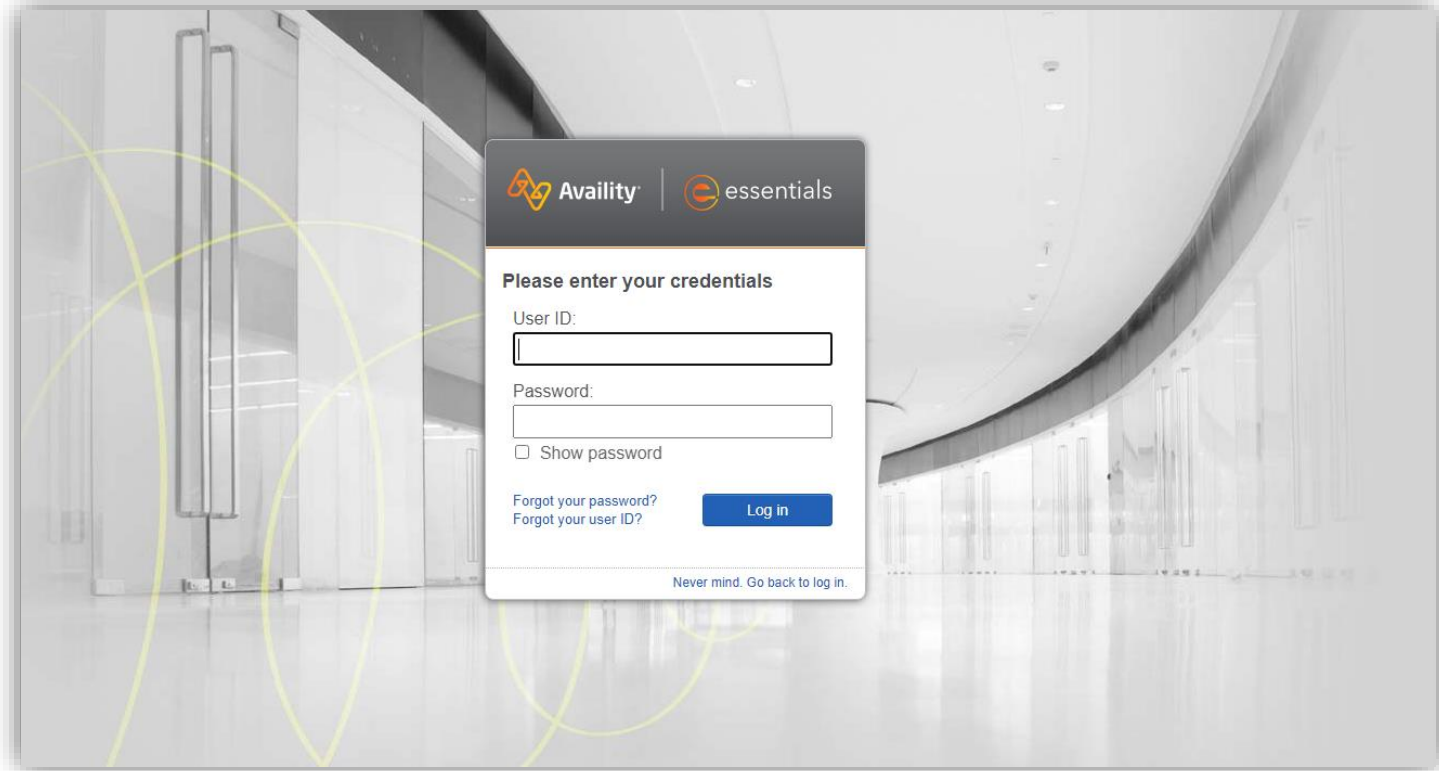 Availity essentials
Please enter your credentials
User ID:
Password:
Show password
Forgot your password?
Log in
Forgot your user ID?
Never mind. Go back to log in.